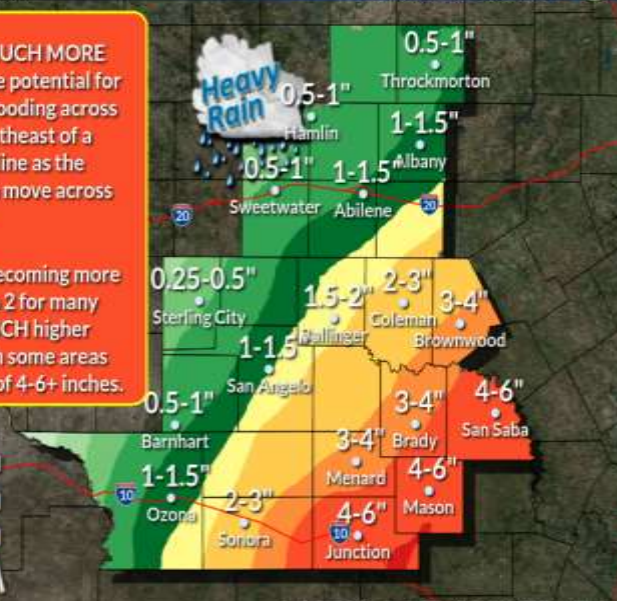 UCH MORE
e potential for
ooding across
theast of a
ine as the
move across
ecoming more
2 for many
CH higher
n some areas
of 4-6+ inches.
Heavy
Rain
0.5-1"
Throckmorton
0.5-1"
Hamlin
1-1.5"
Albany
0.5-1"
Sweetwater
1-1.5"
Abilene
20
20
0.25-0.5"
Sterling City
1.5-2"
Ballinger
2-3"
Coleman
3-4"
Brownwood
1-1.5"
San Angelo
0.5-1"
Barnhart
3-4"
Brady
4-6"
San Saba
3-4"
Menard
4-6"
Mason
1-1.5"
Ozona
10
2-3"
Sonora
4-6"
10
Junction